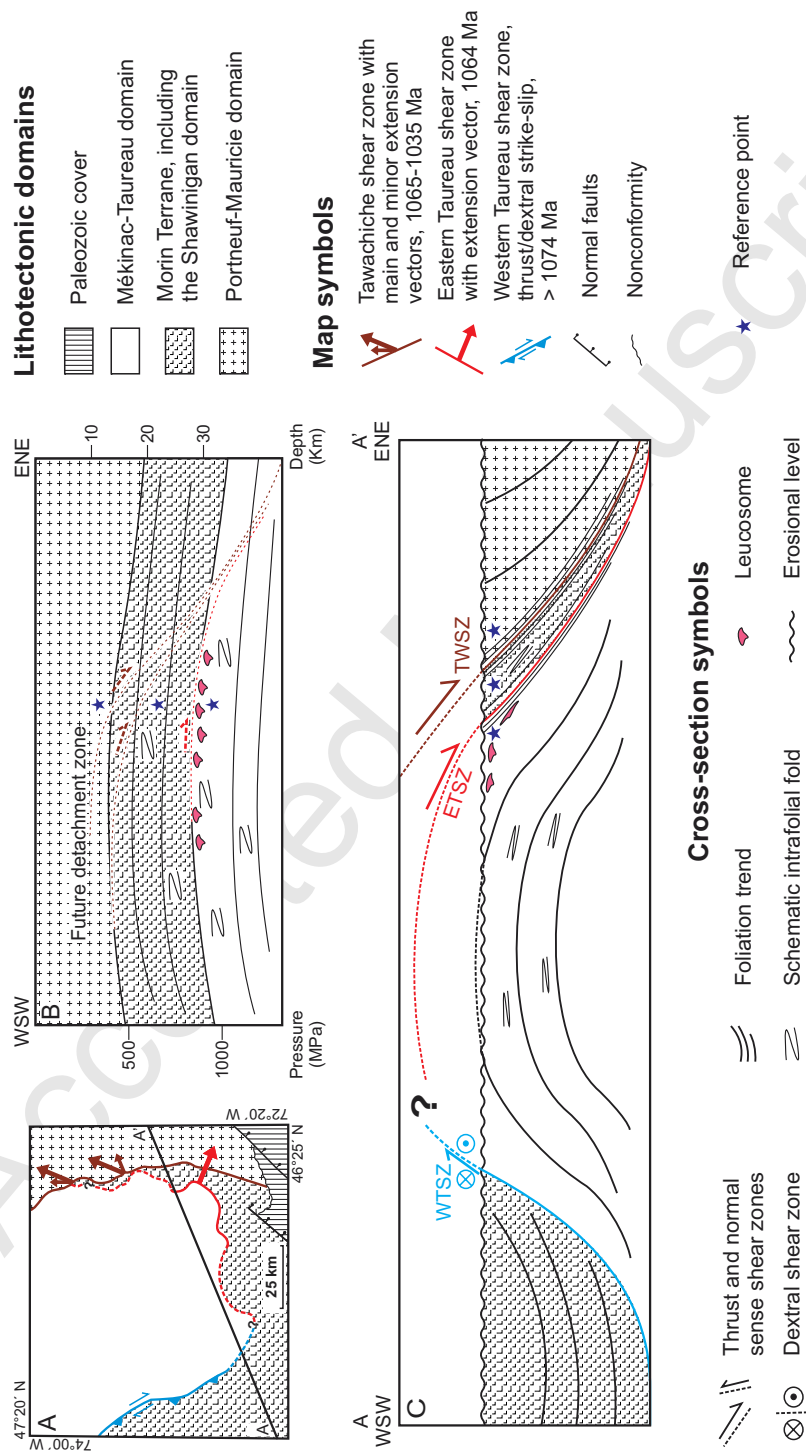 47°20´ N
74°00´ W
A
A
A'
?
?
25 km
72°20´ W
46°25´ N
WSW
ENE
B
Future detachment zone
500
1000
Pressure
(MPa)
10
20
30
Depth
(Km)
Lithotectonic domains
Paleozoic cover
Mékinac-Taureau domain
Morin Terrane, including
the Shawinigan domain
Portneuf-Mauricie domain
Map symbols
Tawachiche shear zone with
main and minor extension
vectors, 1065-1035 Ma
Eastern Taureau shear zone
with extension vector, 1064 Ma
Western Taureau shear zone,
thrust/dextral strike-slip,
> 1074 Ma
Normal faults
Nonconformity
A
WSW
A'
ENE
C
WTSZ
?
ETSZ
TWSZ
Cross-section symbols
Thrust and normal
sense shear zones
Dextral shear zone
Foliation trend
Schematic intrafolial fold
Leucosome
Erosional level
Reference point